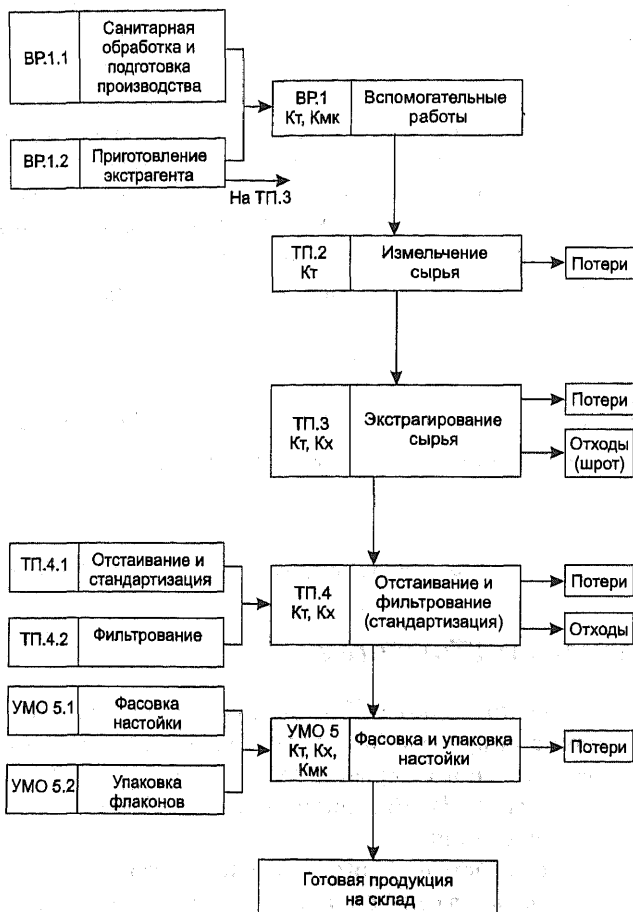 ВР.1.1
Санитарная
обработка и
подготовка
производства
ВР.1.2
Приготовление
экстрагента
На ТП.3
ВР.1
Кт, Кмк
Вспомогательные
работы
ТП.2
Кт
Измельчение
сырья
Потери
ТП.3
Кт, Кх
Экстрагирование
сырья
Потери
Отходы
(шрот)
ТП.4.1
Отстаивание и
стандартизация
ТП.4.2
Фильтрование
ТП.4
Кт, Кх
Отстаивание и
фильтрование
(стандартизация)
Потери
Отходы
УМО 5.1
Фасовка
настойки
УМО 5.2
Упаковка
флаконов
УМО 5
Кт, Кх,
Кмк
Фасовка и упаковка
настойки
Потери
Готовая продукция
на склад